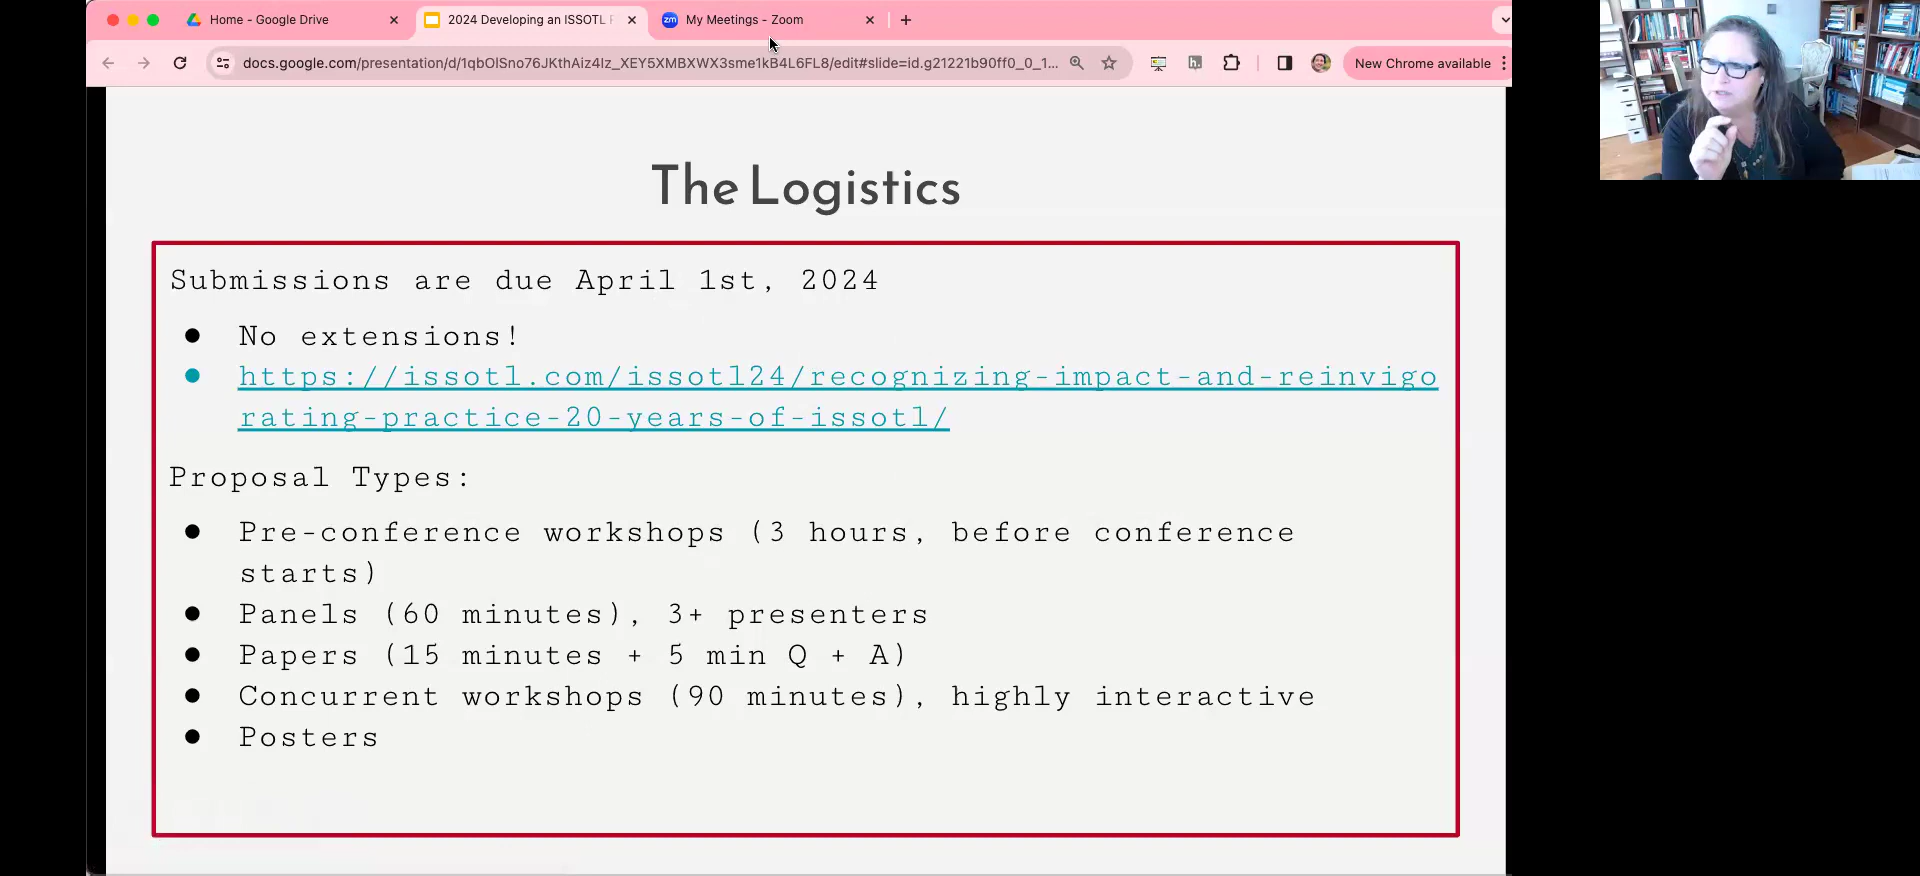 Home - Google Drive
2024 Developing an ISSOTL
My Meetings - Zoom
docs.google.com/presentation/d/1qbOlSno76JKthAiz4Iz_XEY5XMBXWX3sme1kB4L6FL8/edit#slide=id.g21221b90ff0_0_1...
New Chrome available
The Logistics
Submissions are due April 1st, 2024
● No extensions!
● https://issotl.com/issotl24/recognizing-impact-and-reinvigo
rating-practice-20-years-of-issotl/
Proposal Types:
● Pre-conference workshops (3 hours, before conference
starts)
● Panels (60 minutes), 3+ presenters
● Papers (15 minutes + 5 min Q + A)
● Concurrent workshops (90 minutes), highly interactive
● Posters